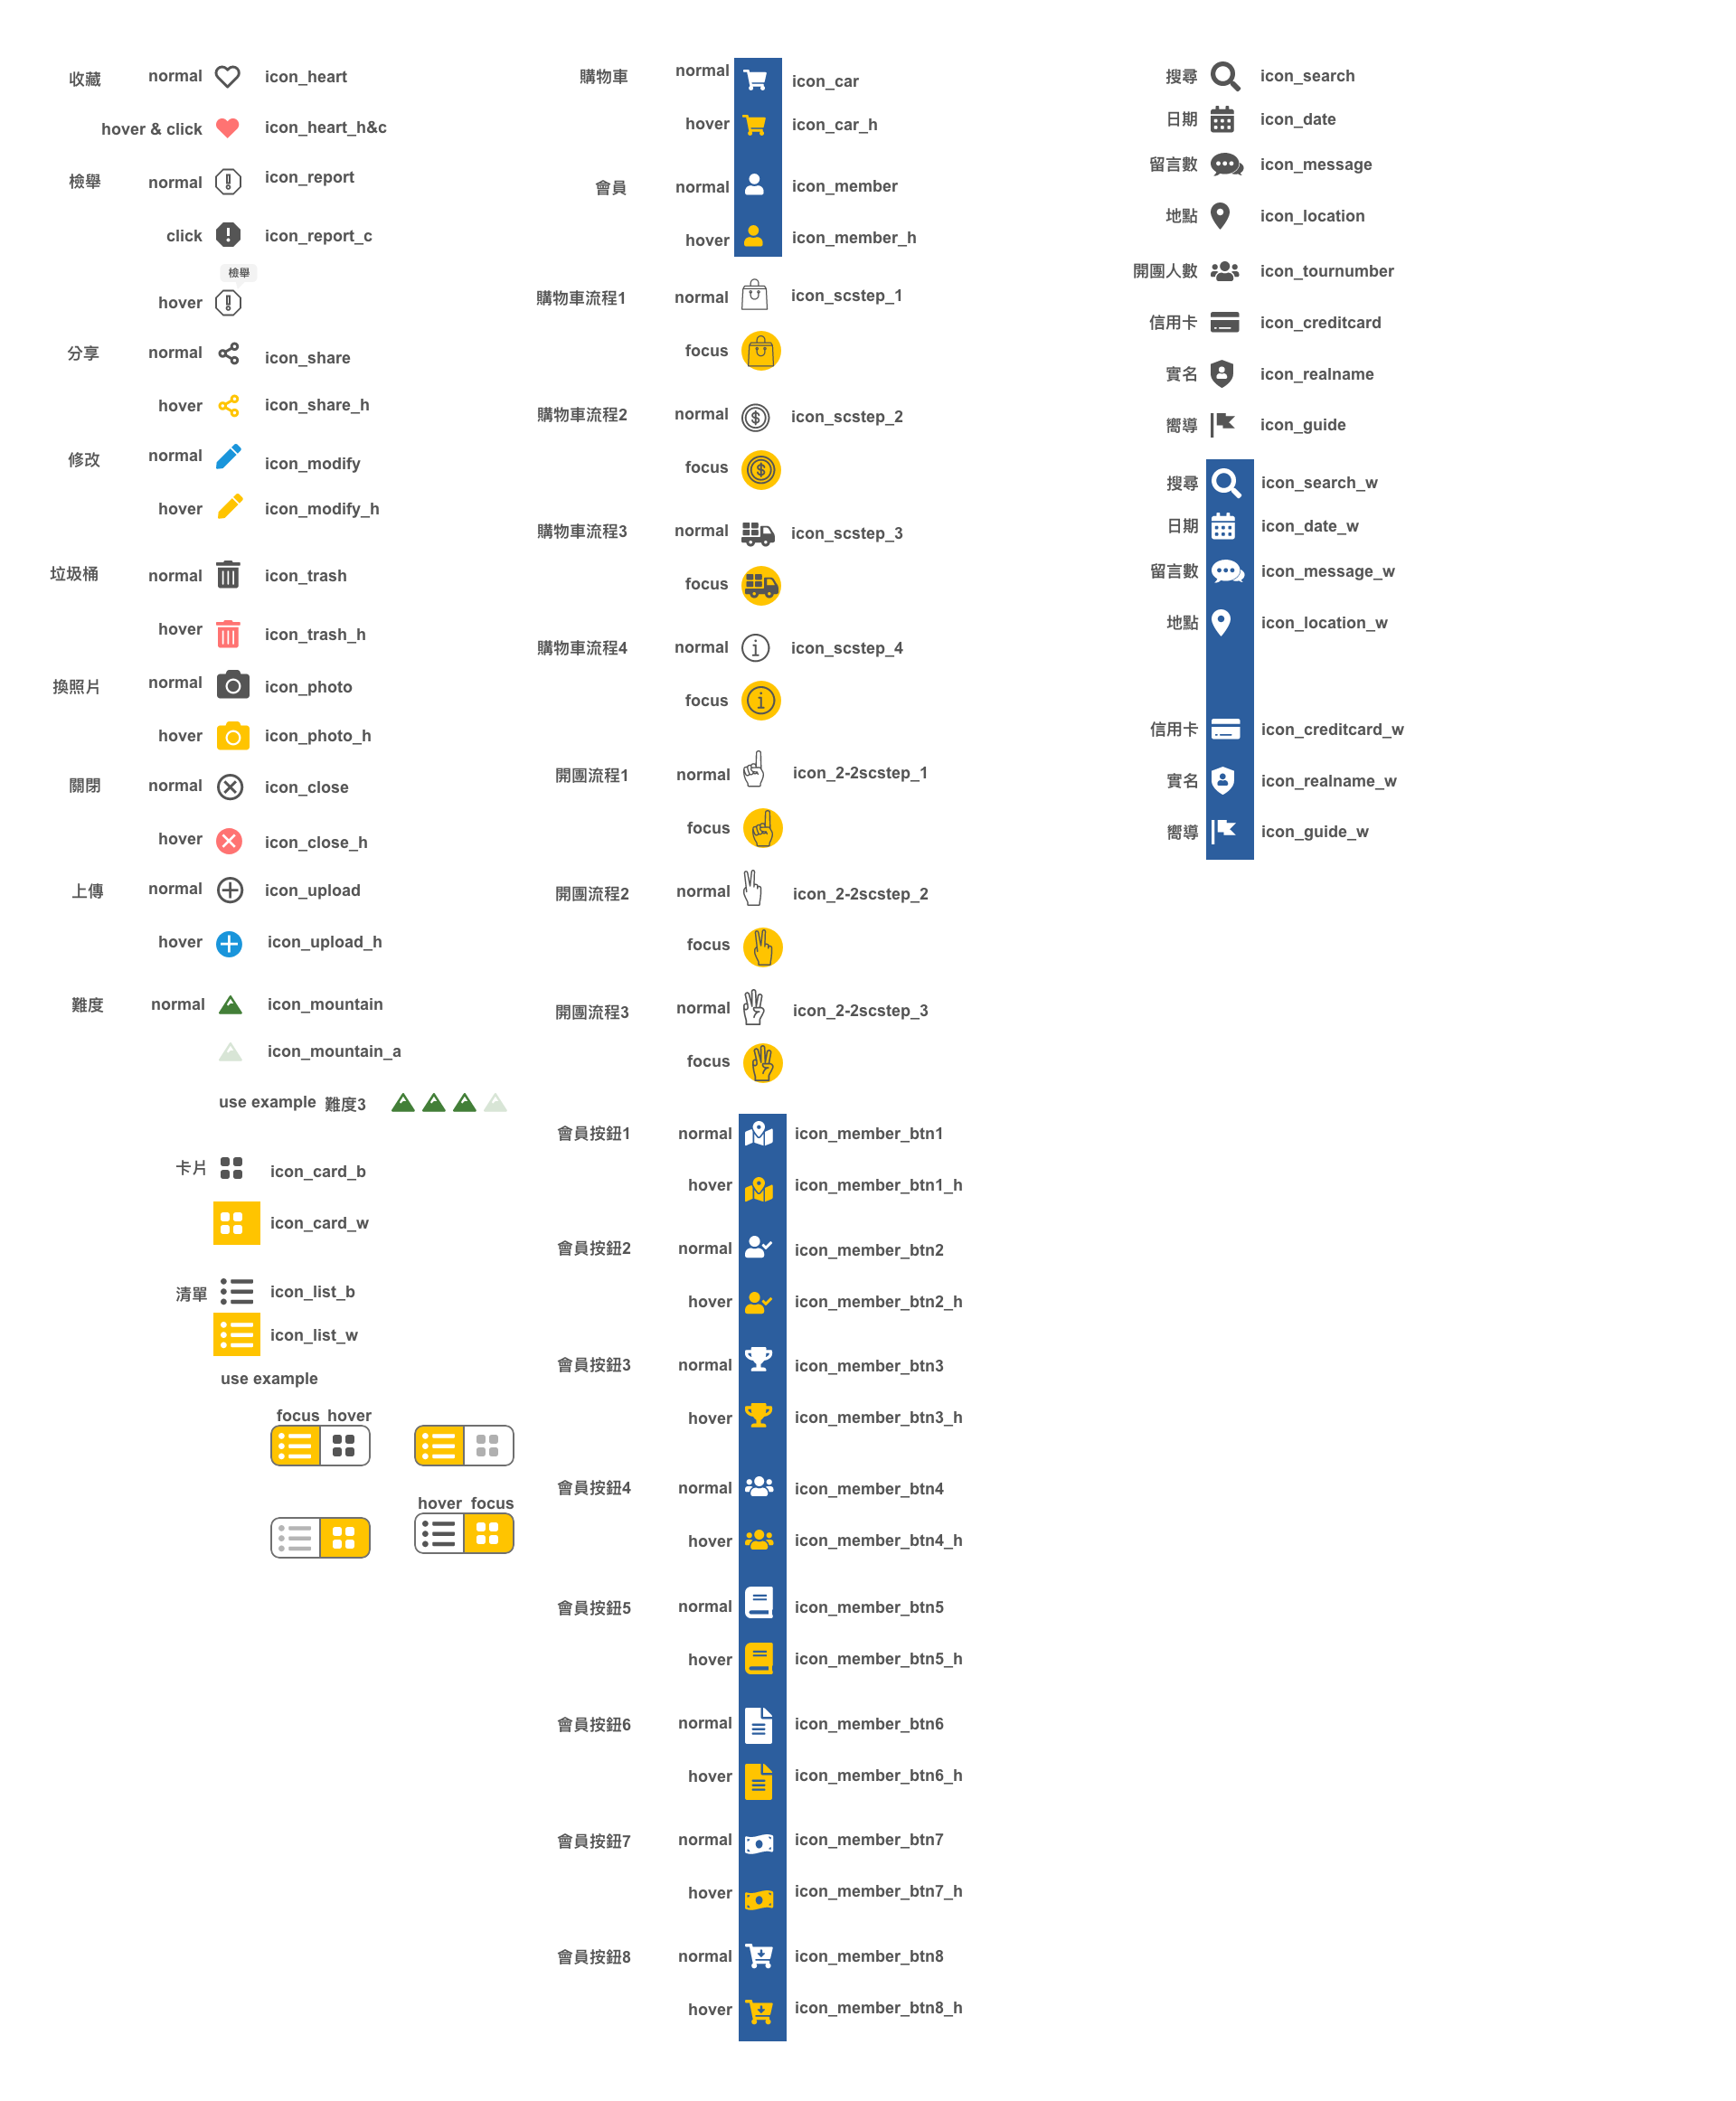 收藏 normal icon_heart
hover & click icon_heart_h&c
檢舉 normal icon_report
click icon_report_c
檢舉
hover
分享 normal icon_share
hover icon_share_h
修改 normal icon_modify
hover icon_modify_h
垃圾桶 normal icon_trash
hover icon_trash_h
換照片 normal icon_photo
hover icon_photo_h
關閉 normal icon_close
hover icon_close_h
上傳 normal icon_upload
hover icon_upload_h
難度 normal icon_mountain
icon_mountain_a
use example 難度3
卡片 icon_card_b
icon_card_w
清單 icon_list_b
icon_list_w
use example
focus hover
hover focus
購物車 normal icon_car
hover icon_car_h
會員 normal icon_member
hover icon_member_h
購物車流程1 normal icon_scstep_1
focus
購物車流程2 normal icon_scstep_2
focus
購物車流程3 normal icon_scstep_3
focus
購物車流程4 normal icon_scstep_4
focus
開團流程1 normal icon_2-2scstep_1
focus
開團流程2 normal icon_2-2scstep_2
focus
開團流程3 normal icon_2-2scstep_3
focus
會員按鈕1 normal icon_member_btn1
hover icon_member_btn1_h
會員按鈕2 normal icon_member_btn2
hover icon_member_btn2_h
會員按鈕3 normal icon_member_btn3
hover icon_member_btn3_h
會員按鈕4 normal icon_member_btn4
hover icon_member_btn4_h
會員按鈕5 normal icon_member_btn5
hover icon_member_btn5_h
會員按鈕6 normal icon_member_btn6
hover icon_member_btn6_h
會員按鈕7 normal icon_member_btn7
hover icon_member_btn7_h
會員按鈕8 normal icon_member_btn8
hover icon_member_btn8_h
搜尋 icon_search
日期 icon_date
留言數 icon_message
地點 icon_location
開團人數 icon_tournumber
信用卡 icon_creditcard
實名 icon_realname
嚮導 icon_guide
搜尋 icon_search_w
日期 icon_date_w
留言數 icon_message_w
地點 icon_location_w
信用卡 icon_creditcard_w
實名 icon_realname_w
嚮導 icon_guide_w